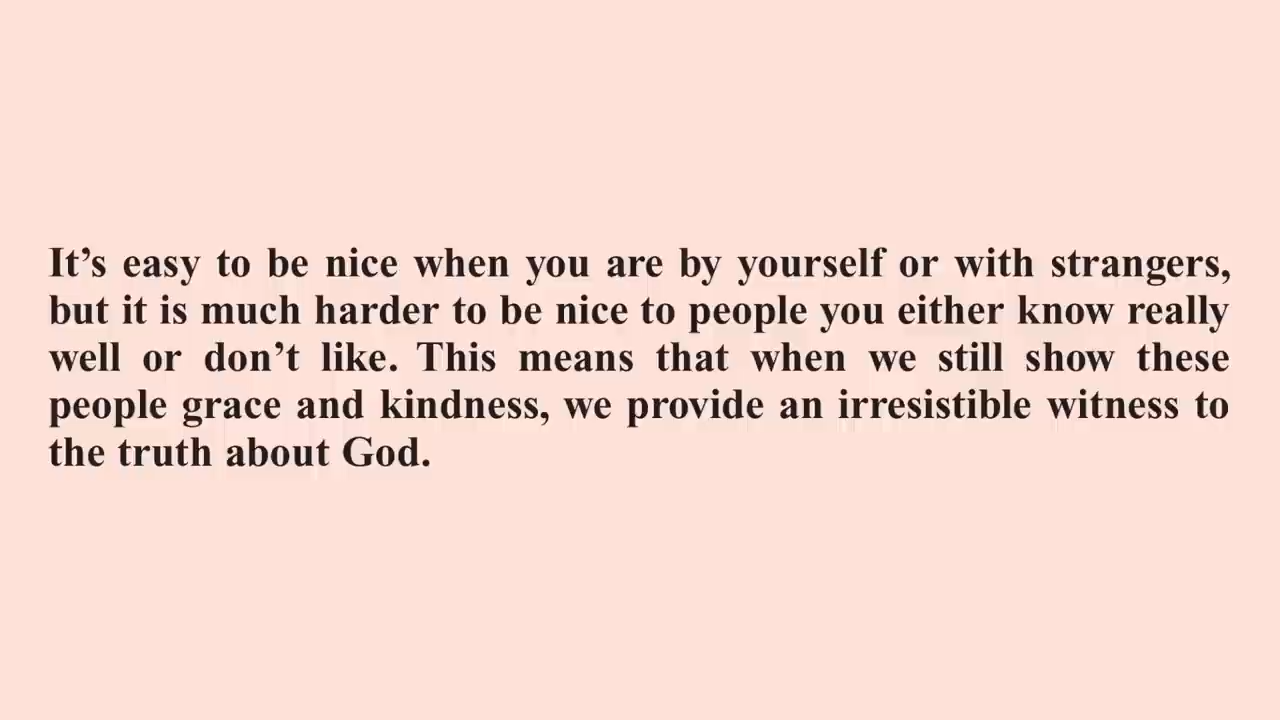 It’s easy to be nice when you are by yourself or with strangers,
but it is much harder to be nice to people you either know really
well or don’t like. This means that when we still show these
people grace and kindness, we provide an irresistible witness to
the truth about God.